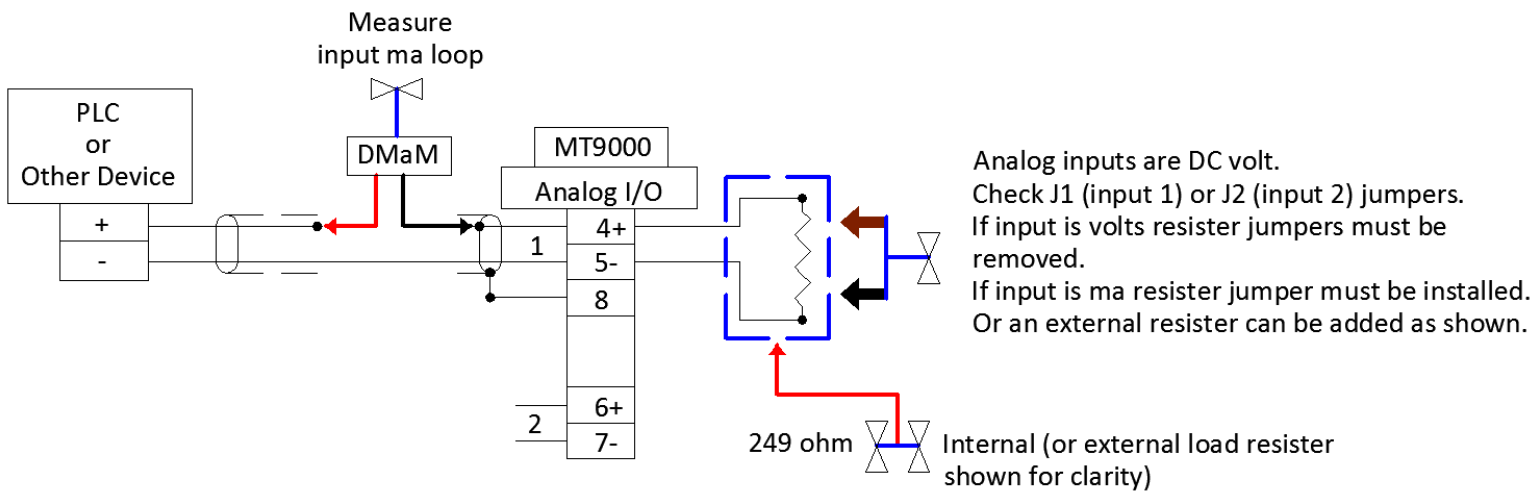 Measure
input ma loop
PLC
or
Other Device
+
-
DMaM
MT9000
Analog I/O
1
4+
5-
8
2
6+
7-
Analog inputs are DC volt.
Check J1 (input 1) or J2 (input 2) jumpers.
If input is volts resister jumpers must be
removed.
If input is ma resister jumper must be installed.
Or an external resister can be added as shown.
249 ohm
Internal (or external load resister
shown for clarity)